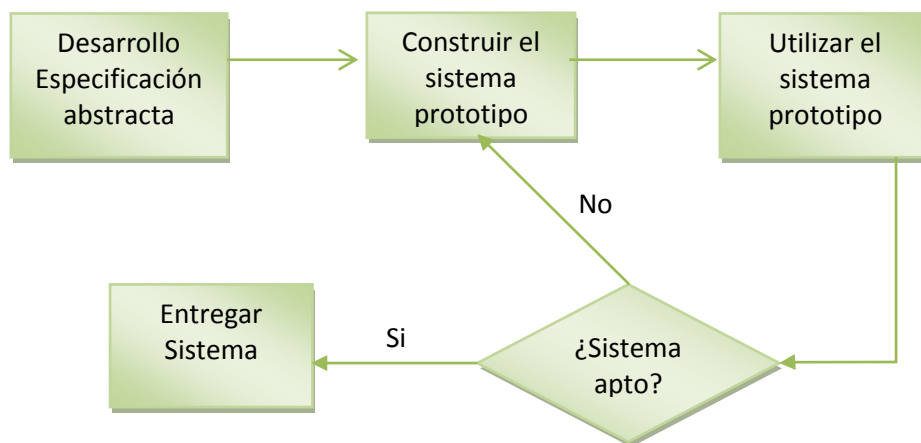 Desarrollo
Especificación
abstracta
Construir el
sistema
prototipo
Utilizar el
sistema
prototipo
No
Entregar
Sistema
Si
¿Sistema
apto?